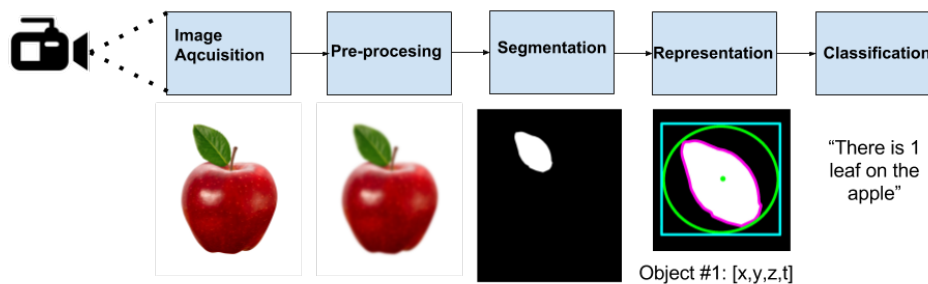 Image
Aqcuisition
Pre-procesing
Segmentation
Representation
Classification
“There is 1
leaf on the
apple”
Object #1: [x,y,z,t]